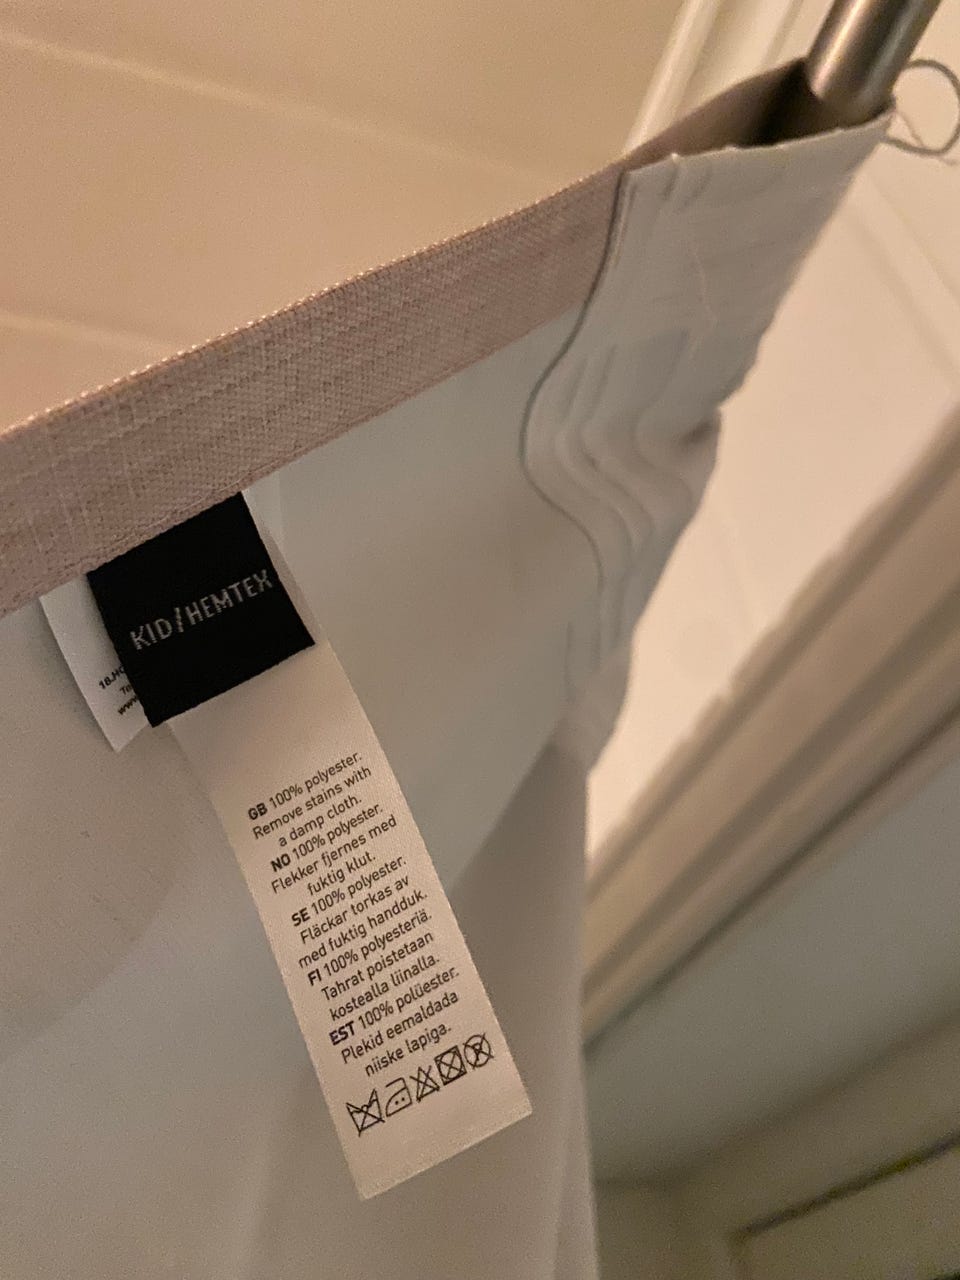 KID/HEMTEX
GB 100% polyester.
Remove stains with
a damp cloth.
NO 100% polyester.
Flekker fjernes med
fuktig klut.
SE 100% polyester.
Fläckar torkas av
med fuktig handduk.
FI 100% polyesteriä.
Tahrat poistetaan
kostealla liinalla.
EST 100% polüester.
Plekid eemaldada
niiske lapiga.